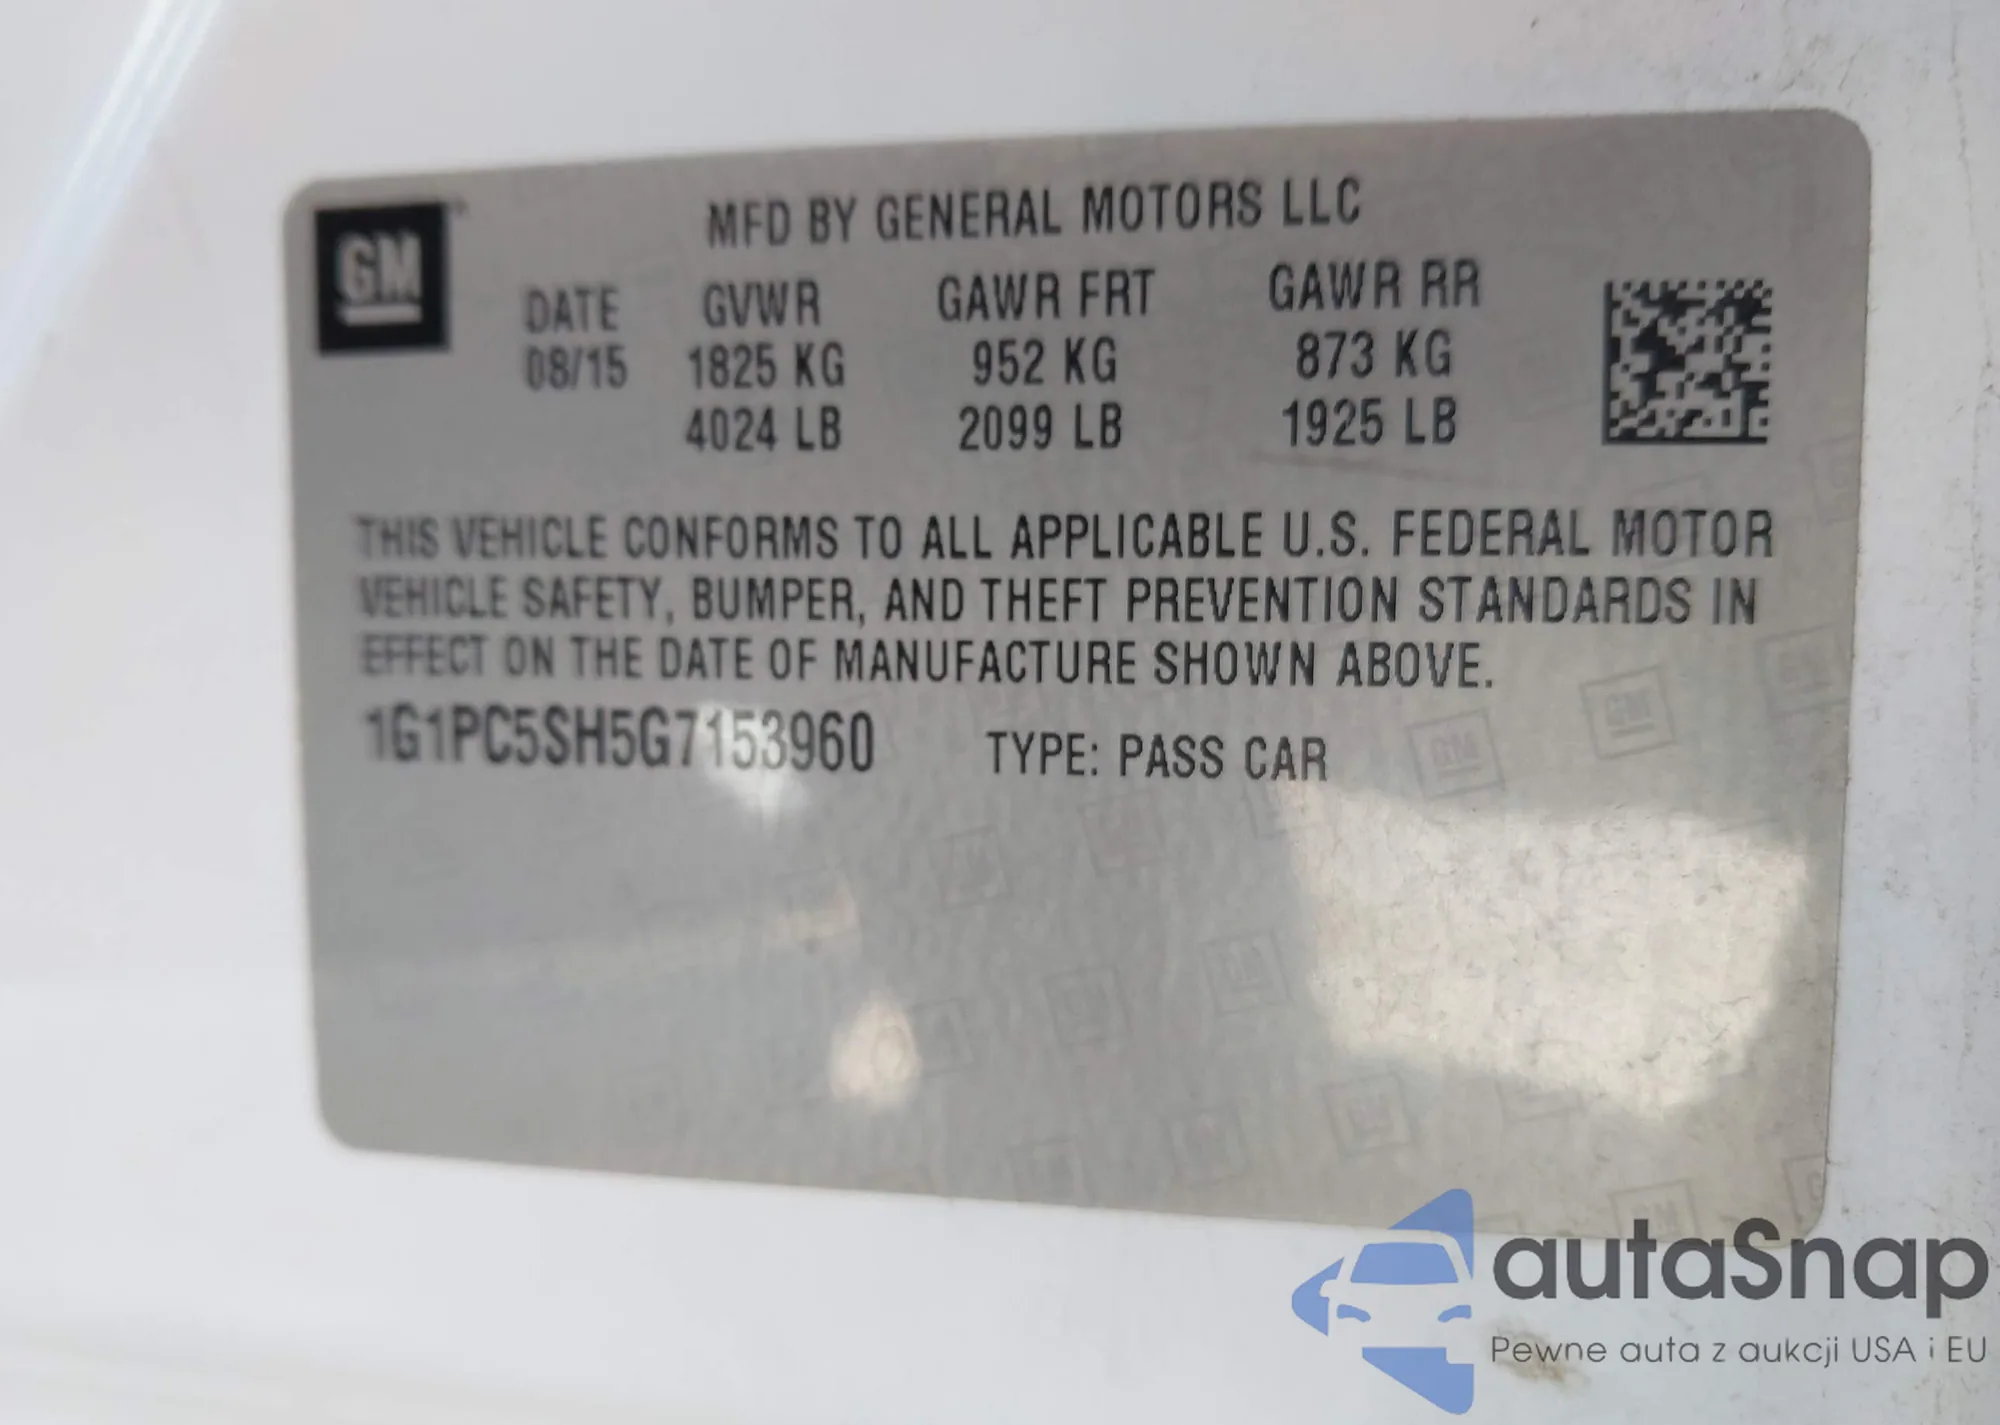 GM
MFD BY GENERAL MOTORS LLC
DATE GVWR GAWR FRT GAWR RR
08/15 1825 KG 952 KG 873 KG
4024 LB 2099 LB 1925 LB
THIS VEHICLE CONFORMS TO ALL APPLICABLE U.S. FEDERAL MOTOR
VEHICLE SAFETY, BUMPER, AND THEFT PREVENTION STANDARDS IN
EFFECT ON THE DATE OF MANUFACTURE SHOWN ABOVE.
1G1PC5SH5G7153960 TYPE: PASS CAR
autaSnap
Pewne auta z aukcji USA i EU